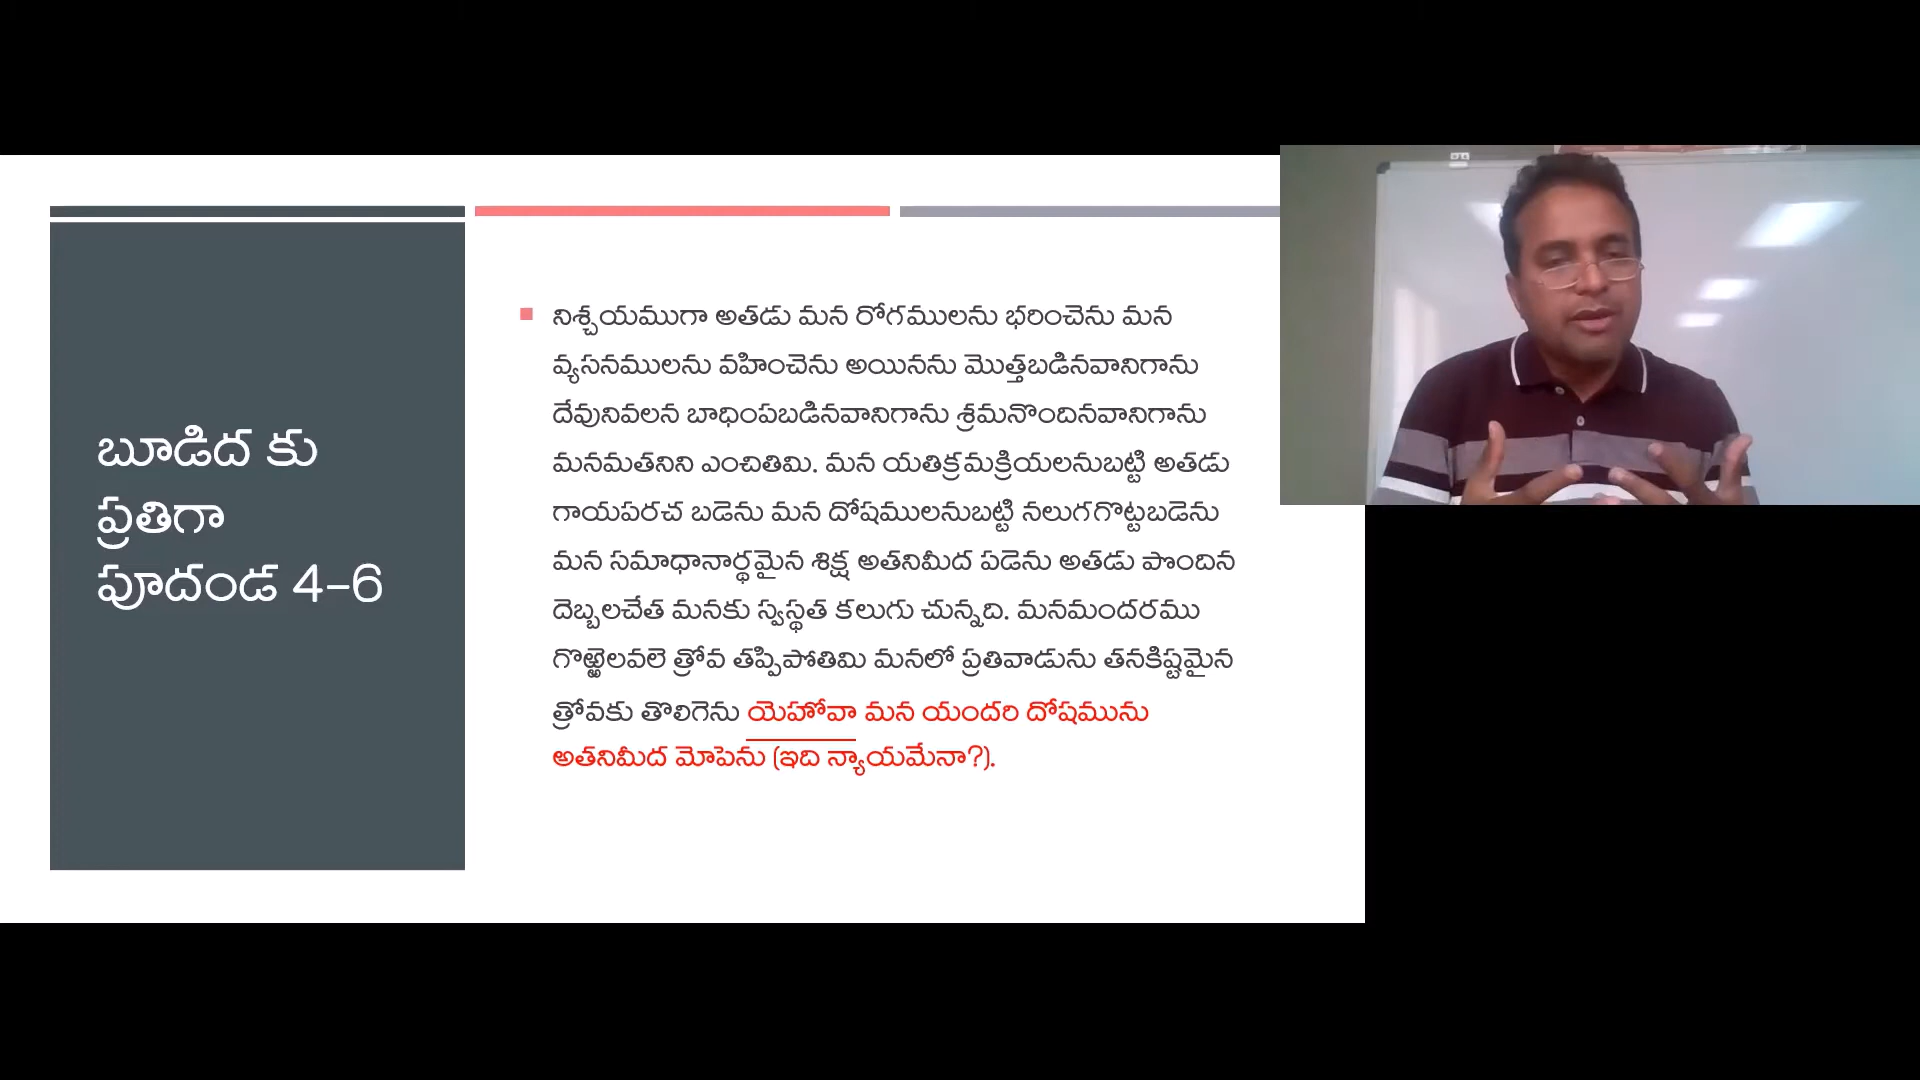 బూడిద కు
ప్రతిగా
పూదండ 4-6
నిశ్చయముగా అతడు మన రోగములను భరించెను మన
వ్యసనములను వహించెను అయినను మొత్తబడినవానిగాను
దేవునివలన బాధింపబడినవానిగాను శ్రమనొందినవానిగాను
మనమతనిని ఎంచితిమి. మన యతిక్రమక్రియలనుబట్టి అతడు
గాయపరచ బడెను మన దోషములనుబట్టి నలుగగొట్టబడెను
మన సమాధానార్థమైన శిక్ష అతనిమీద పడెను అతడు పొందిన
దెబ్బలచేత మనకు స్వస్థత కలుగు చున్నది. మనమందరము
గొఱ్ఱెలవలె త్రోవ తప్పిపోతిమి మనలో ప్రతివాడును తనకిష్టమైన
త్రోవకు తొలిగెను యెహోవా మన యందరి దోషమును
అతనిమీద మోపెను (ఇది న్యాయమేనా?).